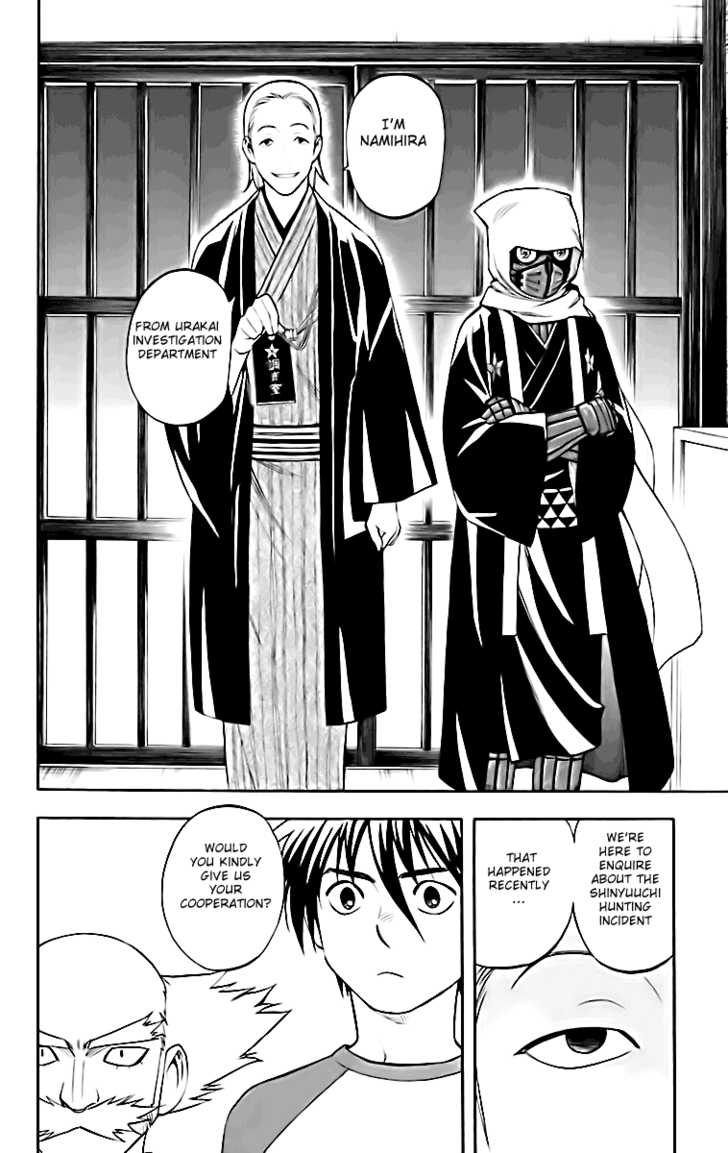 I'M
NAMIHIRA
FROM URAKAI
INVESTIGATION
DEPARTMENT
WE'RE
HERE TO
ENQUIRE
ABOUT THE
SHINYUUCHI
HUNTING
INCIDENT
THAT
HAPPENED
RECENTLY
...
WOULD
YOU KINDLY
GIVE US
YOUR
COOPERATION?